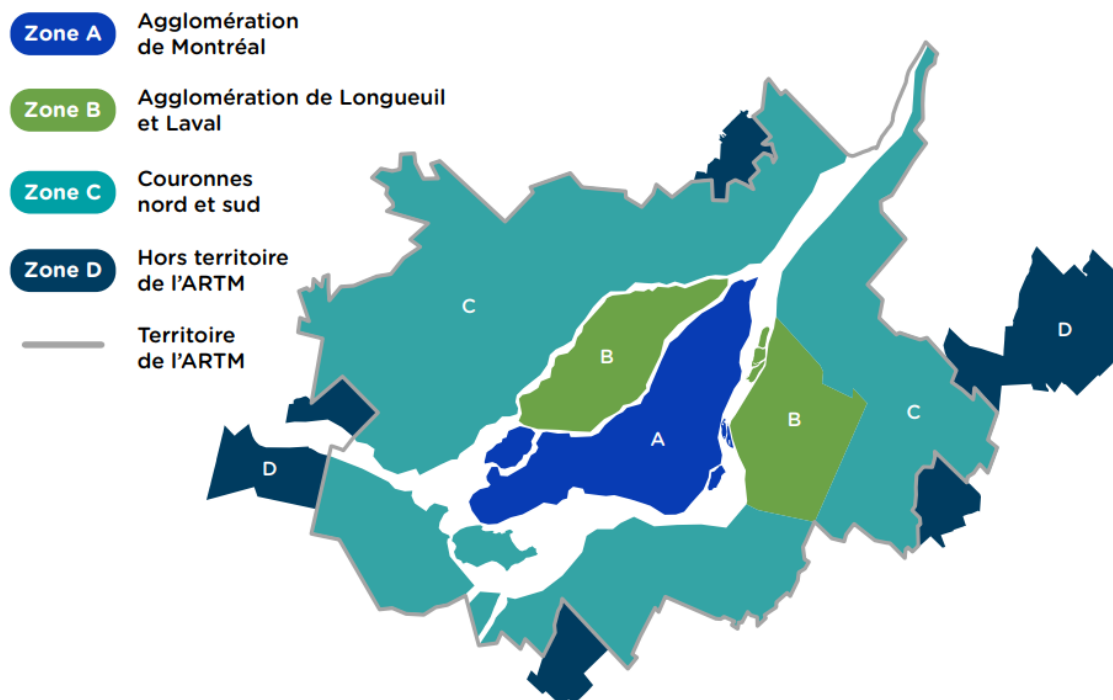 Zone A
Agglomération
de Montréal
Zone B
Agglomération de Longueuil
et Laval
Zone C
Couronnes
nord et sud
Zone D
Hors territoire
de l'ARTM
Territoire
de l'ARTM
C
B
A
B
C
D
D